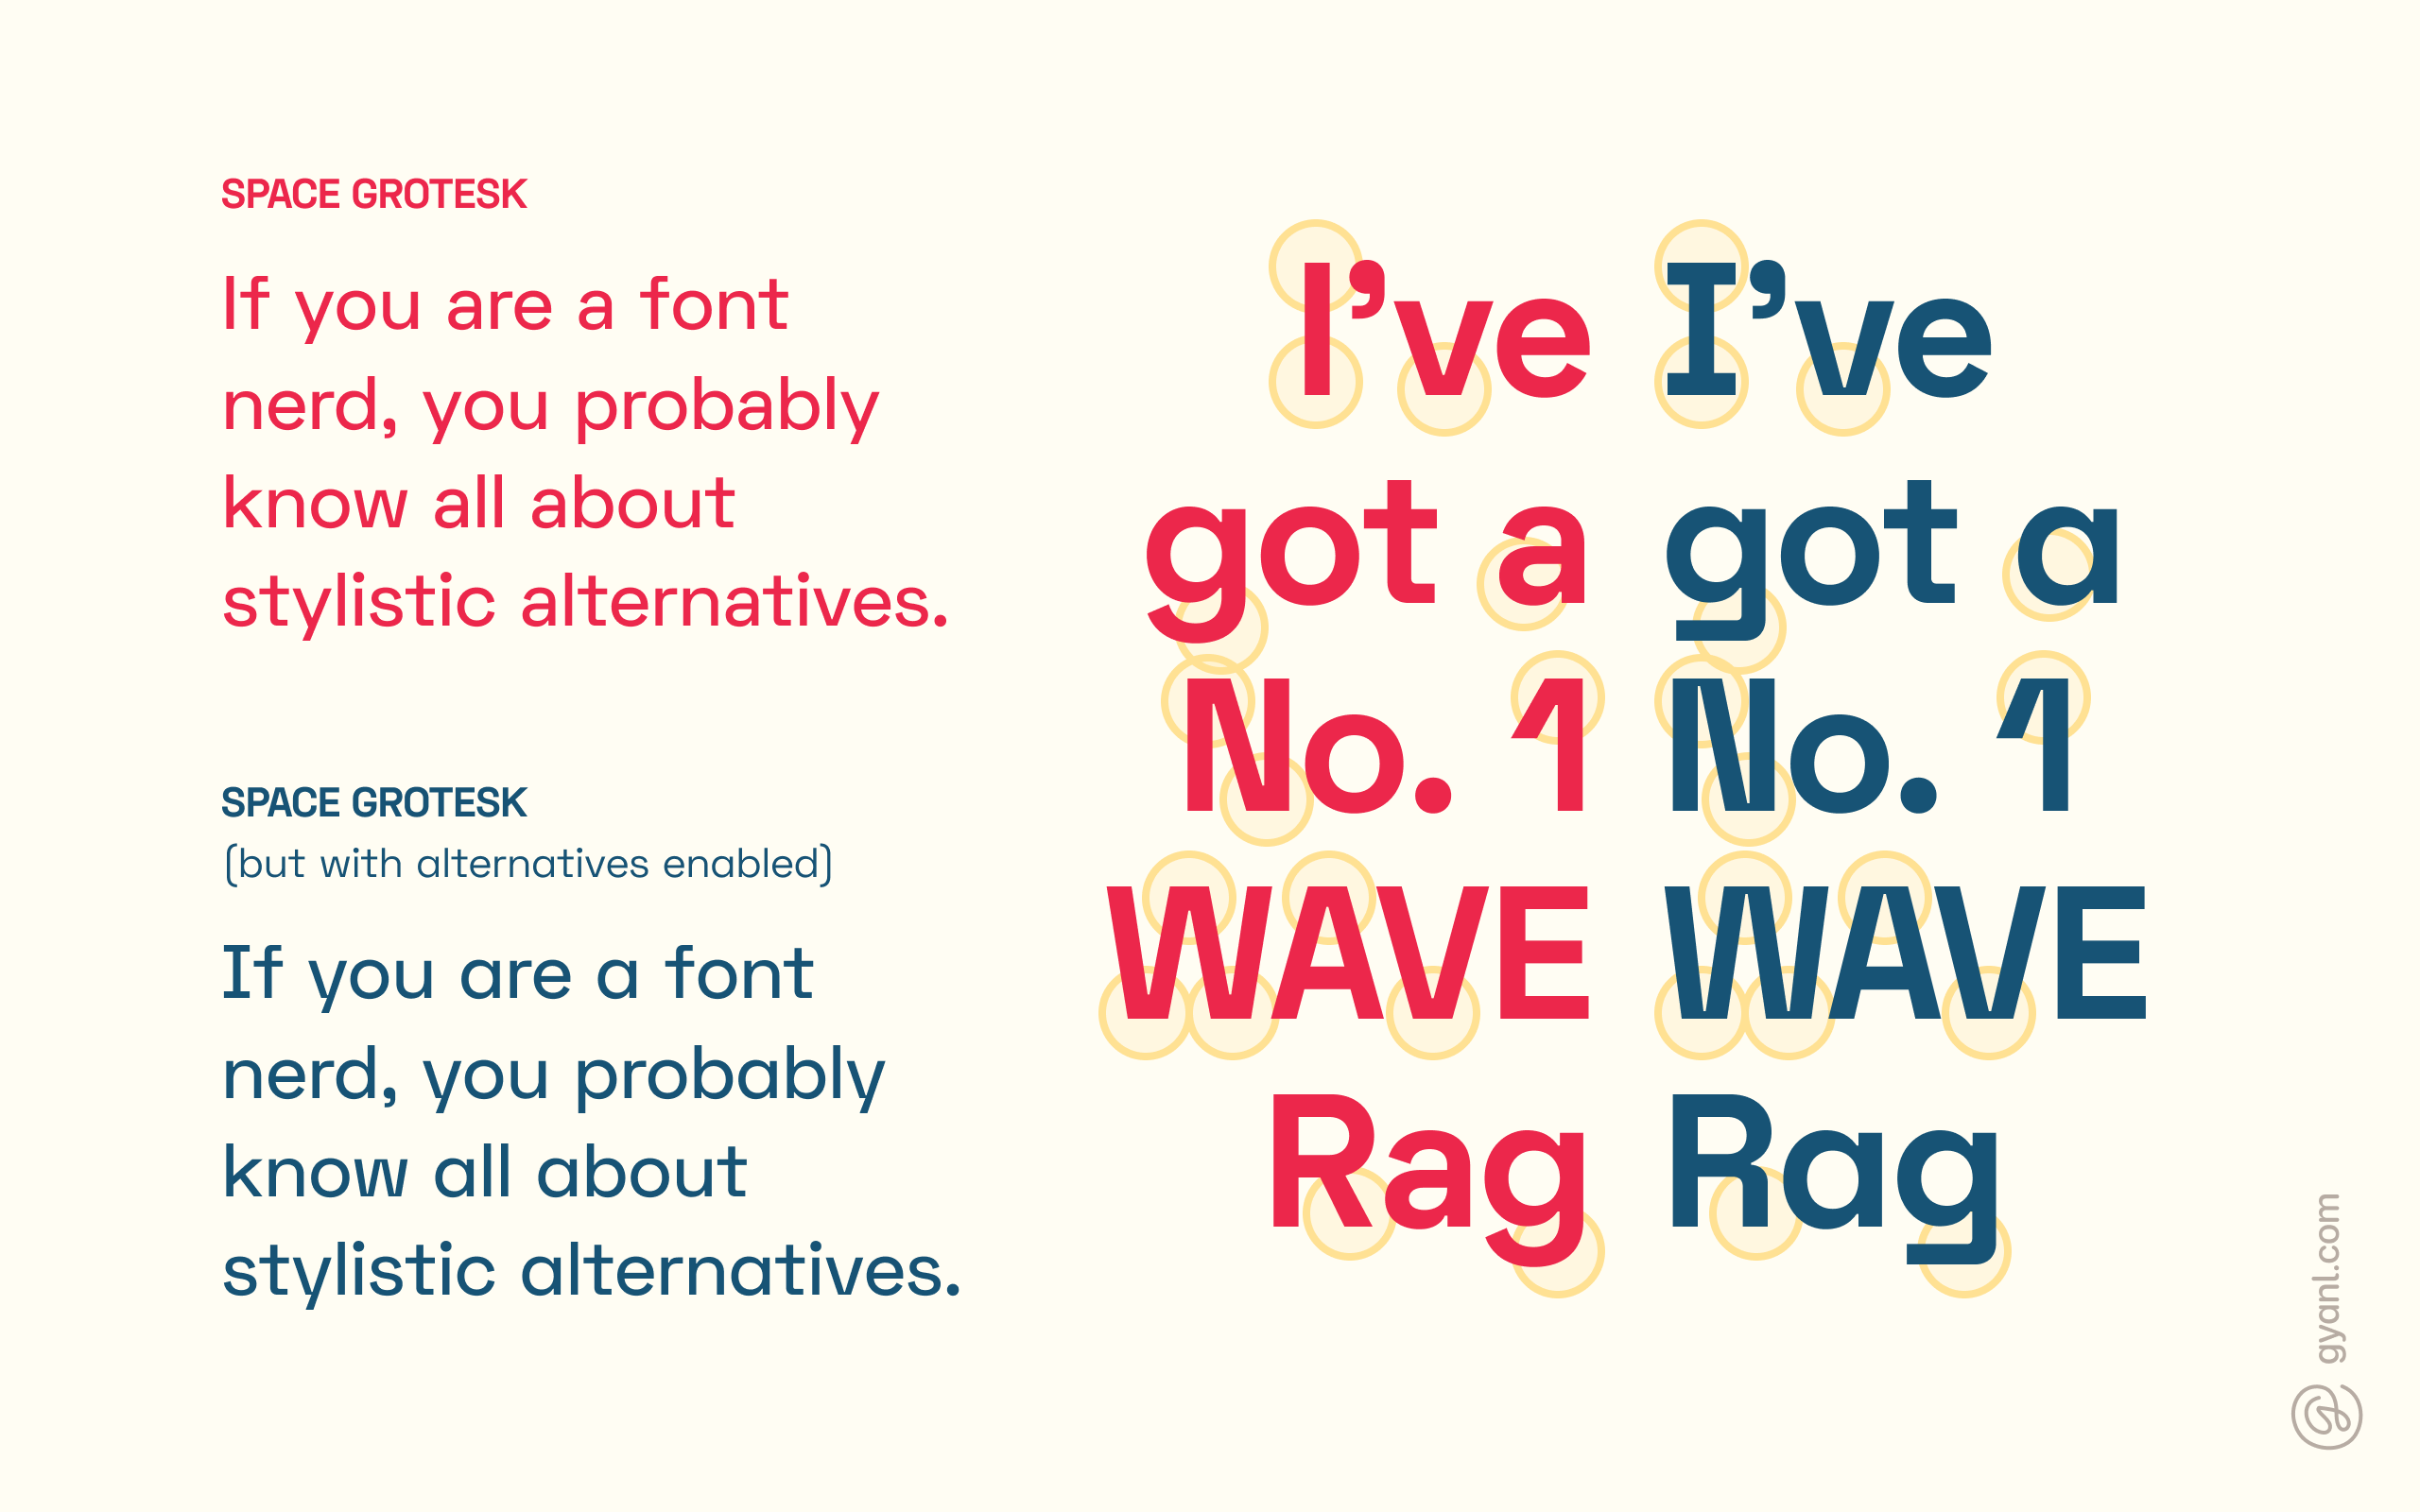 SPACE GROTESK
If you are a font
nerd, you probably
know all about
stylistic alternatives.
SPACE GROTESK
(but with alternatives enabled)
If you are a font
nerd, you probably
know all about
stylistic alternatives.
I’ve
got a
No. 1
WAVE
Rag
I’ve
got a
No. 1
WAVE
Rag
gyanl.com